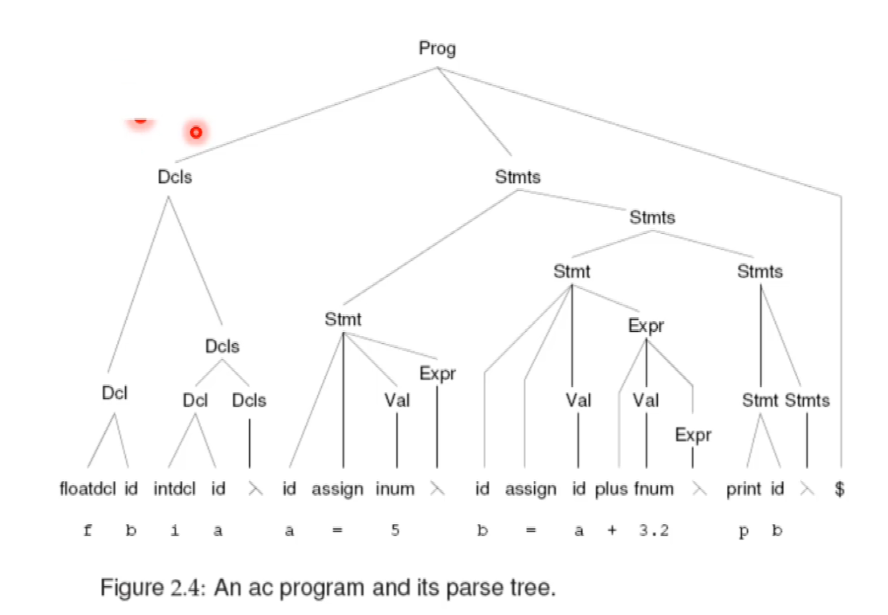 Prog
Dcls Stmts
Stmts
Stmt Stmts
Stmt Expr
Dcls
Expr
Dcl Dcl Dcls Val Val Val Stmt Stmts
Expr
floatdcl id intdcl id λ id assign inum λ id assign id plus fnum λ print id λ $
f b i a a = 5 b = a + 3.2 p b
Figure 2.4: An ac program and its parse tree.